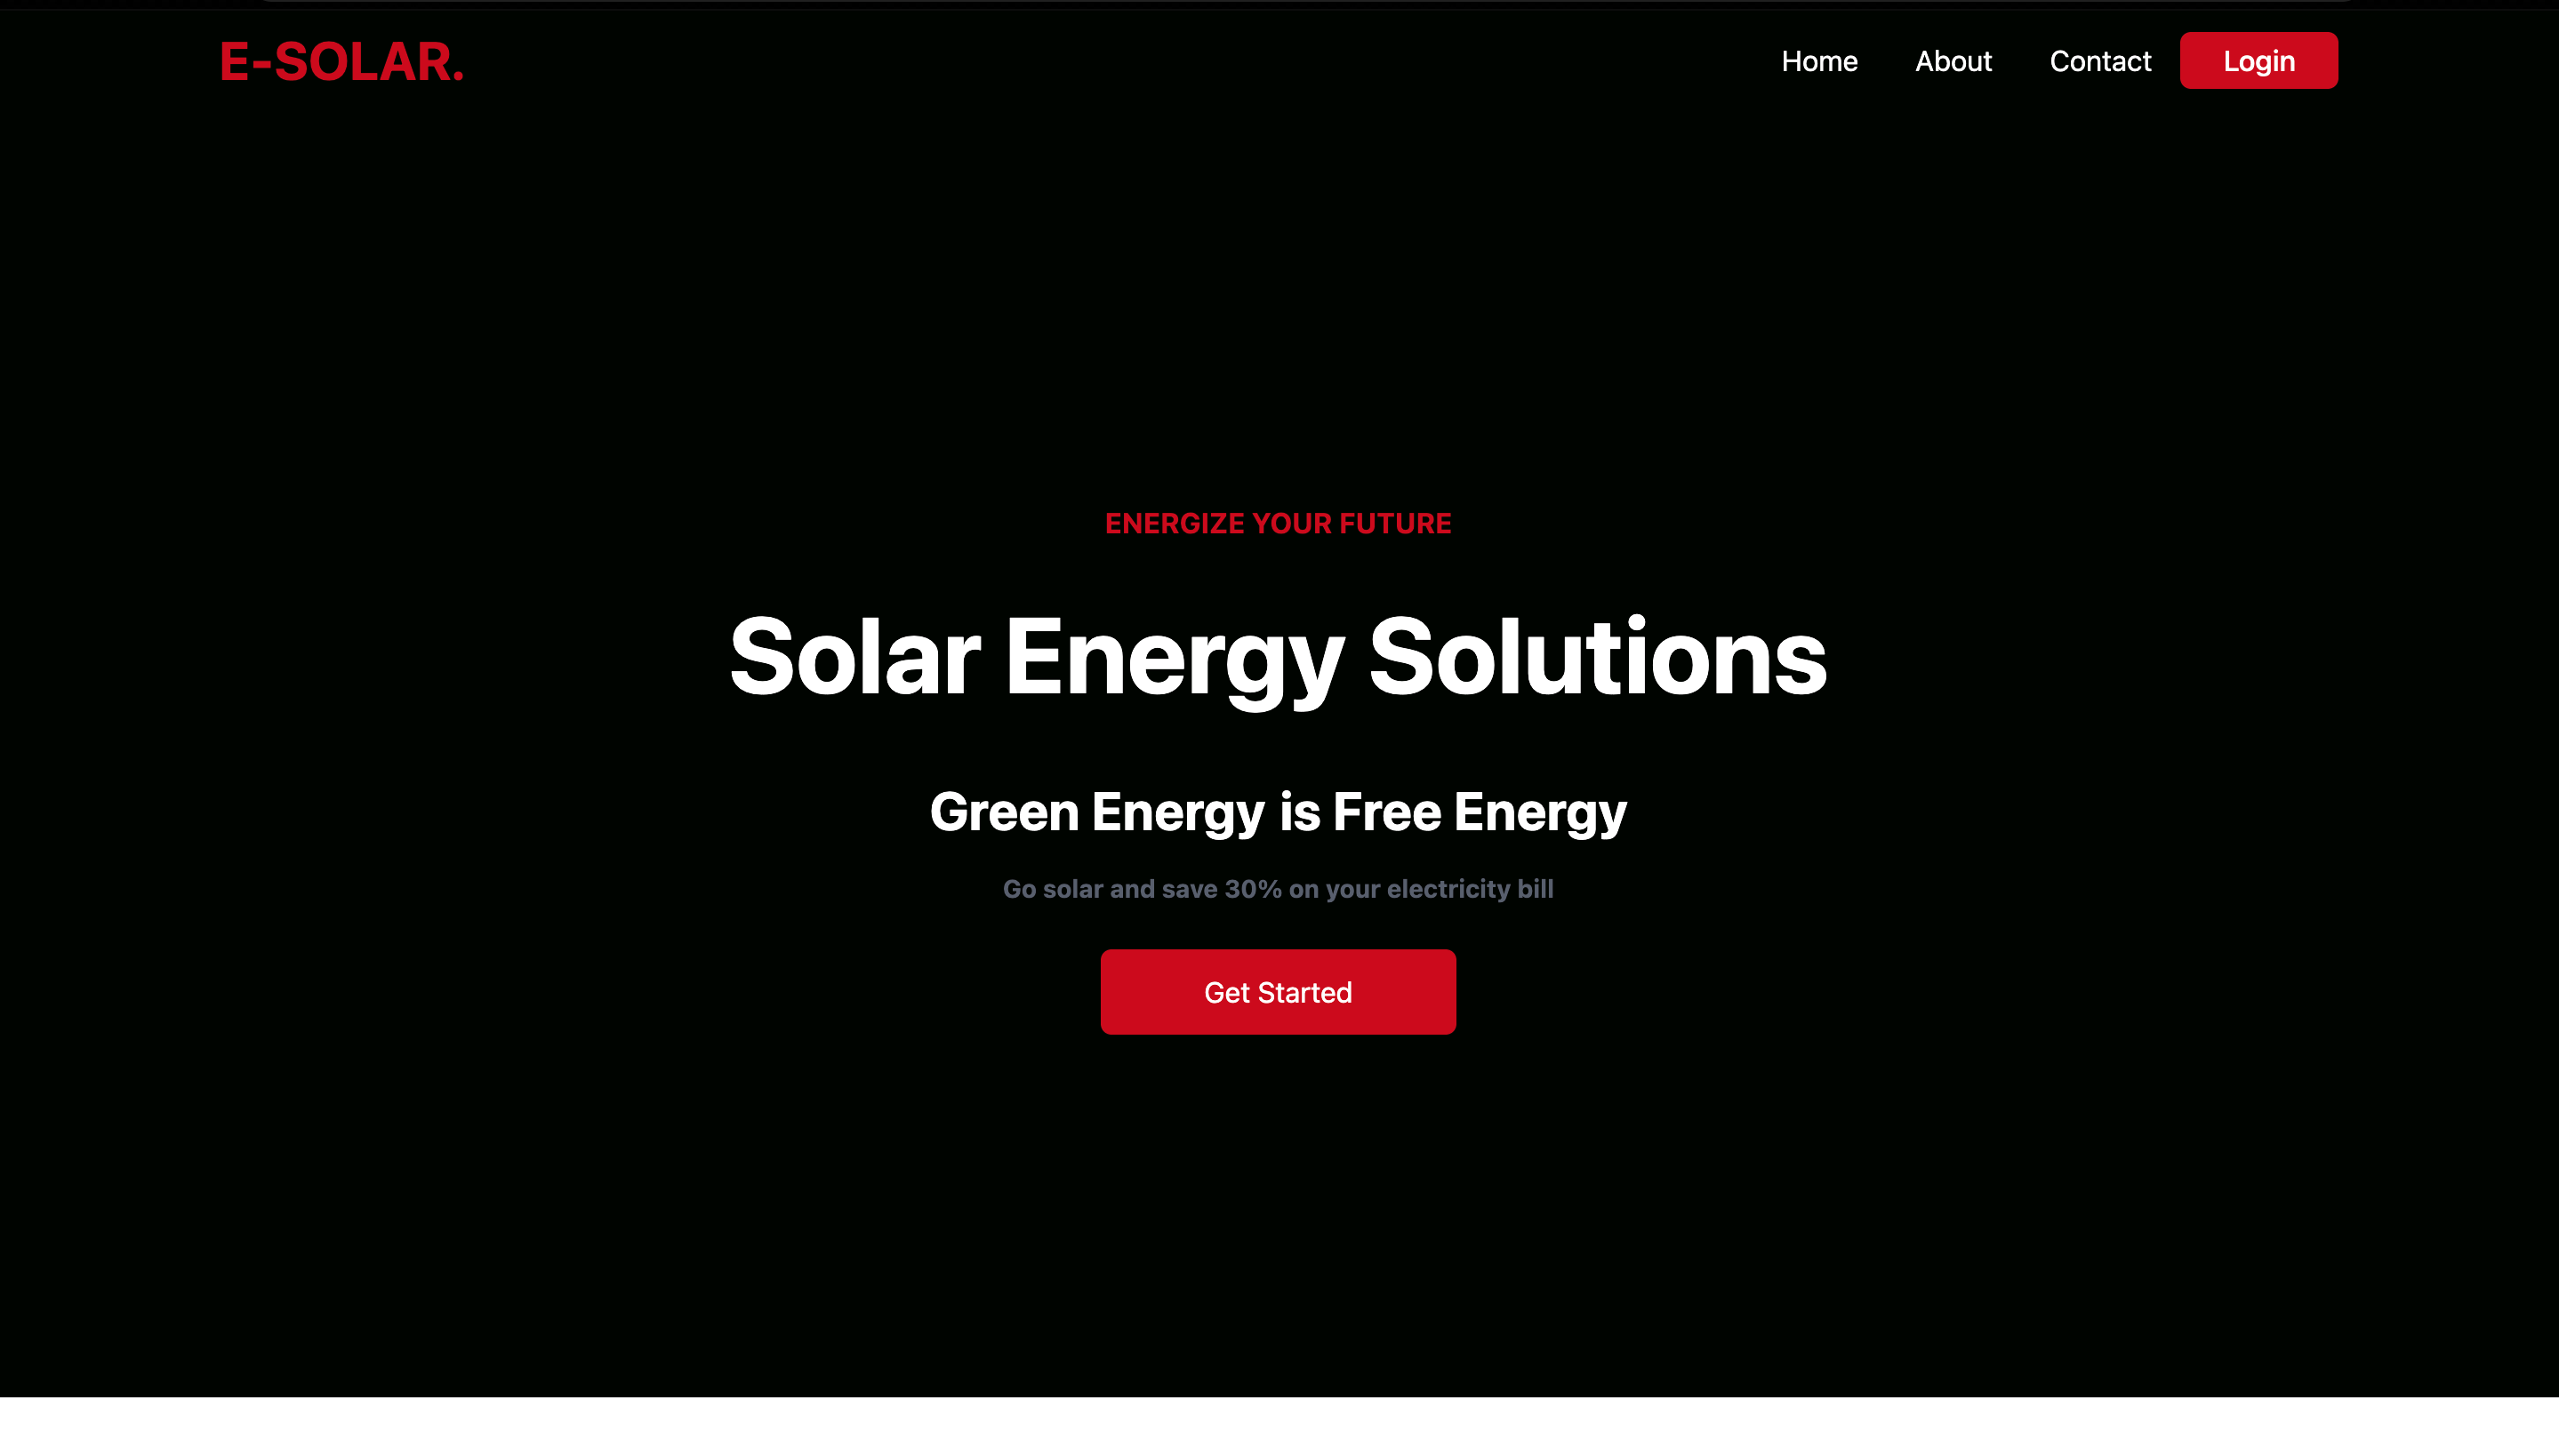 E-SOLAR.
Home About Contact Login
ENERGIZE YOUR FUTURE
Solar Energy Solutions
Green Energy is Free Energy
Go solar and save 30% on your electricity bill
Get Started